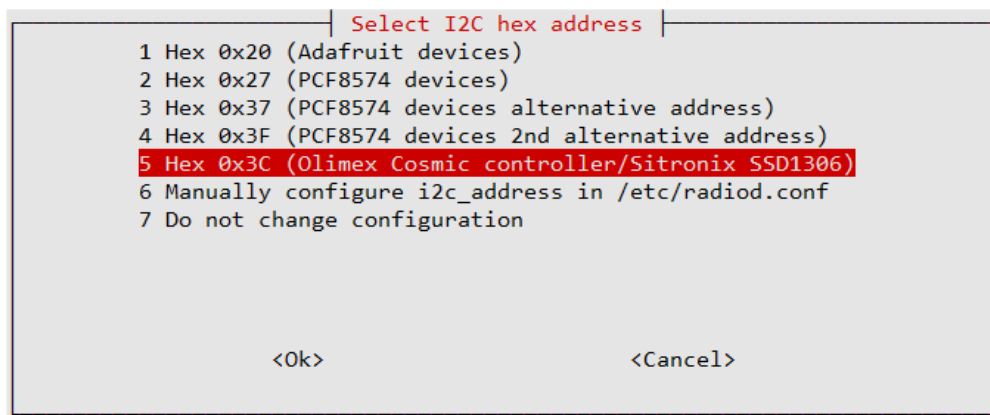 Select I2C hex address
1 Hex 0x20 (Adafruit devices)
2 Hex 0x27 (PCF8574 devices)
3 Hex 0x37 (PCF8574 devices alternative address)
4 Hex 0x3F (PCF8574 devices 2nd alternative address)
5 Hex 0x3C (Olimex Cosmic controller/Sitronix SSD1306)
6 Manually configure i2c_address in /etc/radiod.conf
7 Do not change configuration
<Ok> <Cancel>